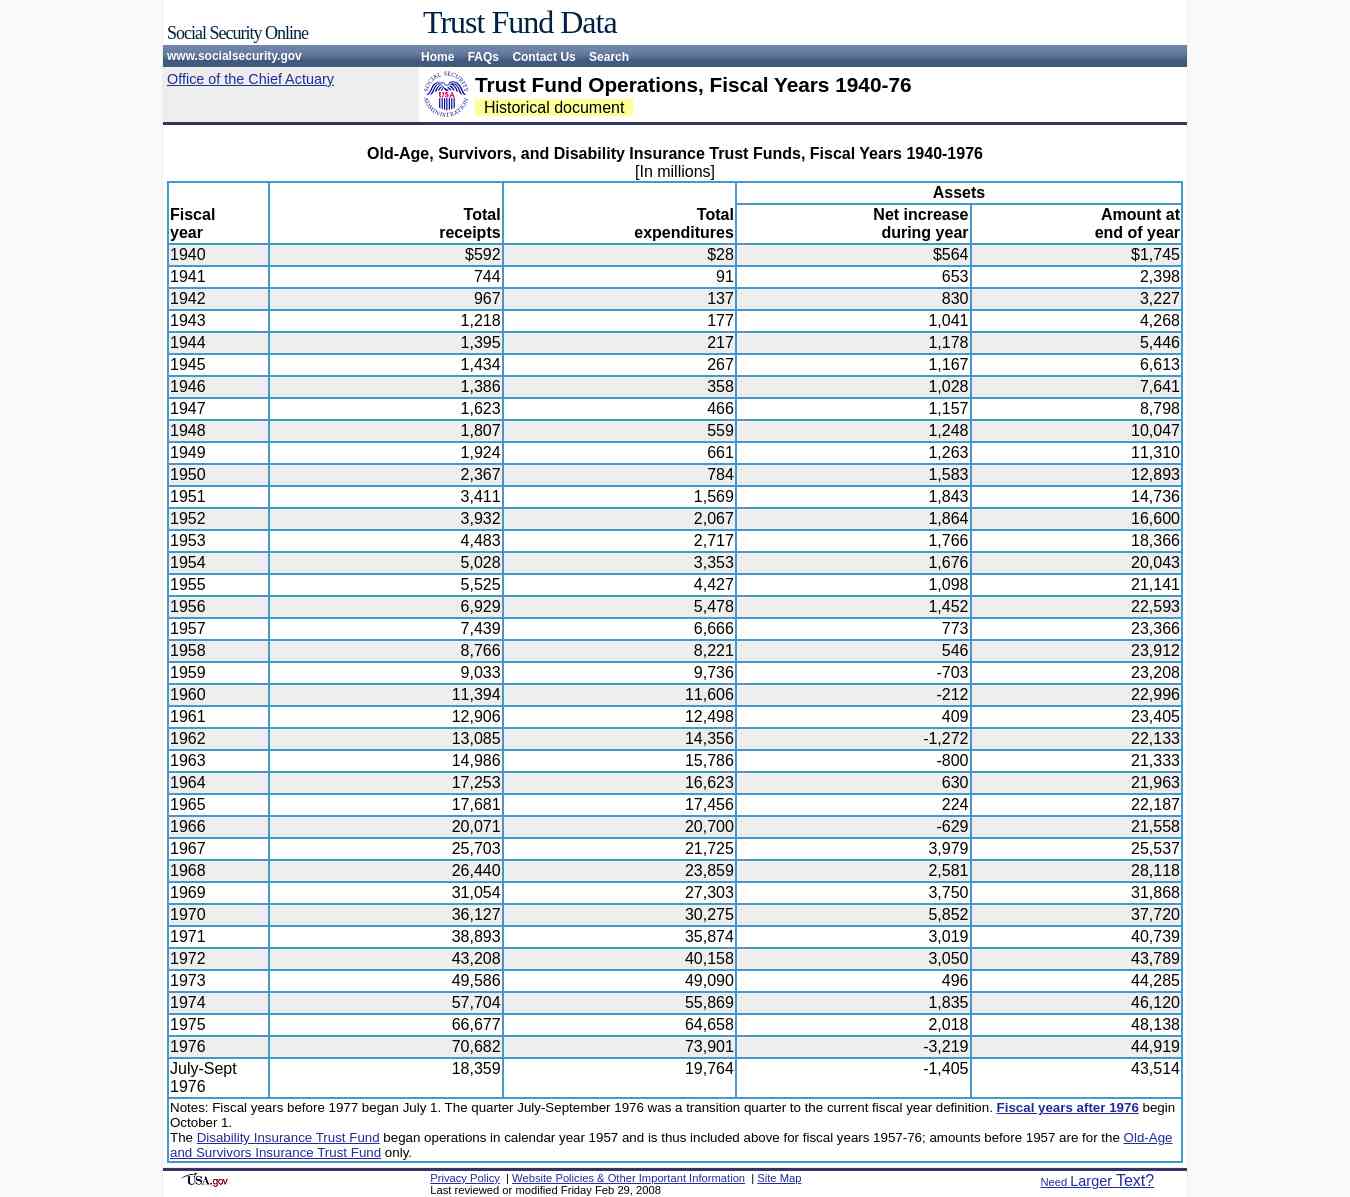 Social Security Online
Trust Fund Data
www.socialsecurity.gov
Home FAQs Contact Us Search
Office of the Chief Actuary
SOCIAL SECURITY ADMINISTRATION
USA
Trust Fund Operations, Fiscal Years 1940-76
Historical document
Old-Age, Survivors, and Disability Insurance Trust Funds, Fiscal Years 1940-1976
[In millions]
Assets
Fiscal year Total receipts Total expenditures Net increase during year Amount at end of year
1940 $592 $28 $564 $1,745
1941 744 91 653 2,398
1942 967 137 830 3,227
1943 1,218 177 1,041 4,268
1944 1,395 217 1,178 5,446
1945 1,434 267 1,167 6,613
1946 1,386 358 1,028 7,641
1947 1,623 466 1,157 8,798
1948 1,807 559 1,248 10,047
1949 1,924 661 1,263 11,310
1950 2,367 784 1,583 12,893
1951 3,411 1,569 1,843 14,736
1952 3,932 2,067 1,864 16,600
1953 4,483 2,717 1,766 18,366
1954 5,028 3,353 1,676 20,043
1955 5,525 4,427 1,098 21,141
1956 6,929 5,478 1,452 22,593
1957 7,439 6,666 773 23,366
1958 8,766 8,221 546 23,912
1959 9,033 9,736 -703 23,208
1960 11,394 11,606 -212 22,996
1961 12,906 12,498 409 23,405
1962 13,085 14,356 -1,272 22,133
1963 14,986 15,786 -800 21,333
1964 17,253 16,623 630 21,963
1965 17,681 17,456 224 22,187
1966 20,071 20,700 -629 21,558
1967 25,703 21,725 3,979 25,537
1968 26,440 23,859 2,581 28,118
1969 31,054 27,303 3,750 31,868
1970 36,127 30,275 5,852 37,720
1971 38,893 35,874 3,019 40,739
1972 43,208 40,158 3,050 43,789
1973 49,586 49,090 496 44,285
1974 57,704 55,869 1,835 46,120
1975 66,677 64,658 2,018 48,138
1976 70,682 73,901 -3,219 44,919
July-Sept 1976 18,359 19,764 -1,405 43,514
Notes: Fiscal years before 1977 began July 1. The quarter July-September 1976 was a transition quarter to the current fiscal year definition. Fiscal years after 1976 begin
October 1.
The Disability Insurance Trust Fund began operations in calendar year 1957 and is thus included above for fiscal years 1957-76; amounts before 1957 are for the Old-Age
and Survivors Insurance Trust Fund only.
USA.gov
Privacy Policy | Website Policies & Other Important Information | Site Map
Last reviewed or modified Friday Feb 29, 2008
Need Larger Text?